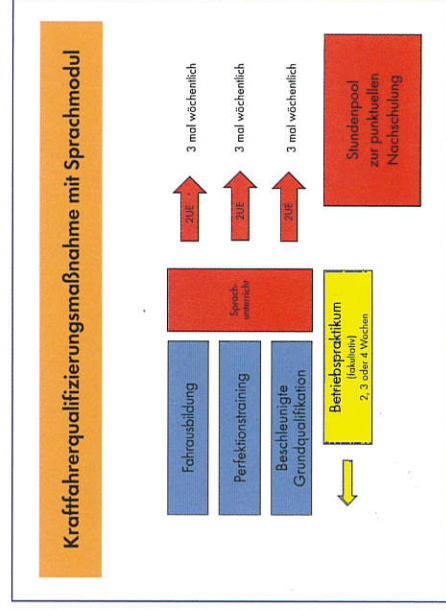 Kraftfahrerqualifizierungsmaßnahme mit Sprachmodul
Fahrausbildung
Perfektionstraining
Beschleunigte
Grundqualifikation
Sprach-
unterricht
2UE
3 mal wöchentlich
2UE
3 mal wöchentlich
2UE
3 mal wöchentlich
Betriebspraktikum
(fakultativ)
2, 3 oder 4 Wochen
Stundenpool
zur punktuellen
Nachschulung